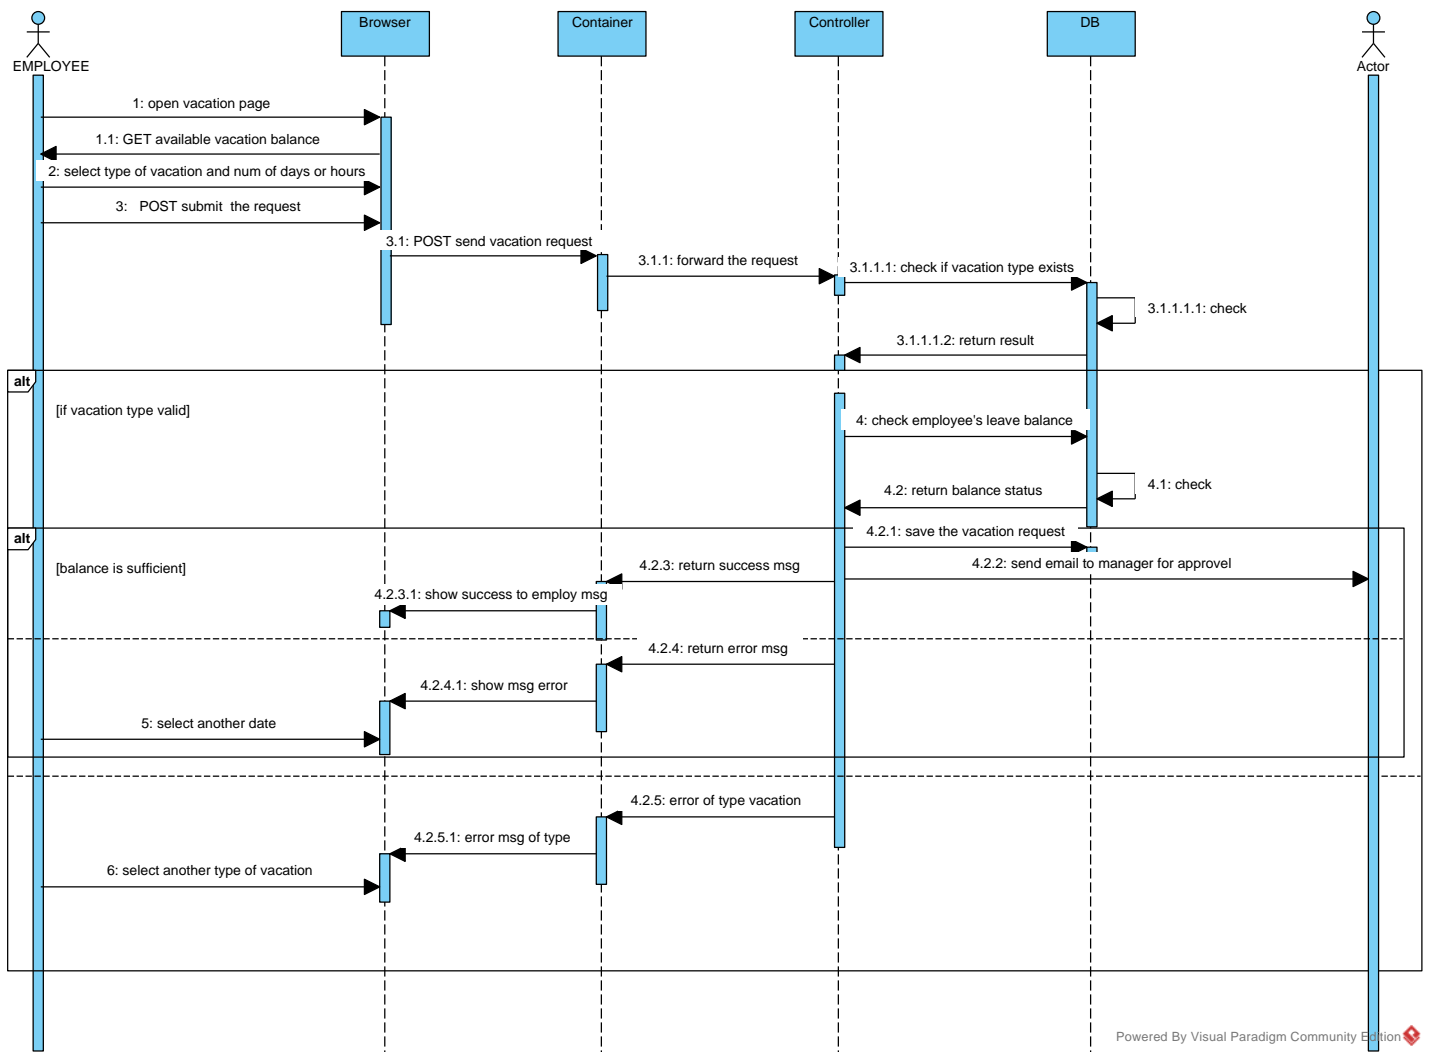 Browser
Container
Controller
DB
EMPLOYEE
Actor
1: open vacation page
1.1: GET available vacation balance
2: select type of vacation and num of days or hours
3:   POST submit  the request
3.1: POST send vacation request
3.1.1: forward the request
3.1.1.1: check if vacation type exists
3.1.1.1.1: check
3.1.1.1.2: return result
alt
[if vacation type valid]
4: check employee's leave balance
4.1: check
4.2: return balance status
alt
4.2.1: save the vacation request
[balance is sufficient]
4.2.3: return success msg
4.2.2: send email to manager for approvel
4.2.3.1: show success to employ msg
4.2.4: return error msg
4.2.4.1: show msg error
5: select another date
4.2.5: error of type vacation
4.2.5.1: error msg of type
6: select another type of vacation
Powered By Visual Paradigm Community Edition